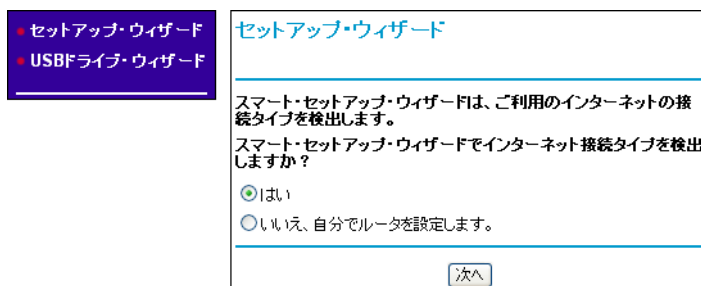 セットアップ・ウィザード
USBドライブ・ウィザード
セットアップ・ウィザード
スマート・セットアップ・ウィザードは、ご利用のインターネットの接
続タイプを検出します。
スマート・セットアップ・ウィザードでインターネット接続タイプを検出
しますか？
はい
いいえ、自分でルータを設定します。
次へ